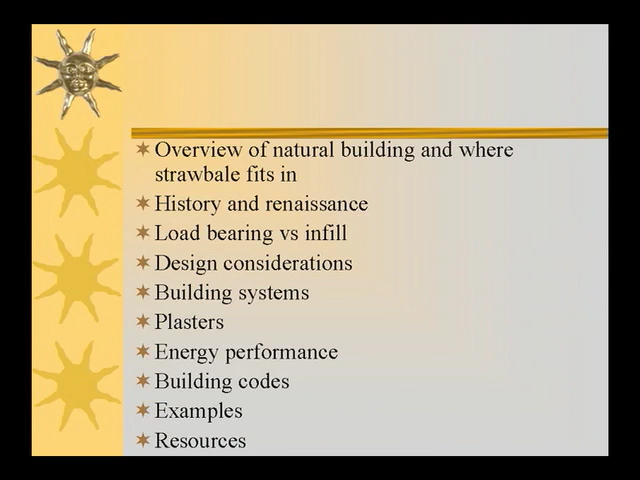 Overview of natural building and where
strawbale fits in
History and renaissance
Load bearing vs infill
Design considerations
Building systems
Plasters
Energy performance
Building codes
Examples
Resources